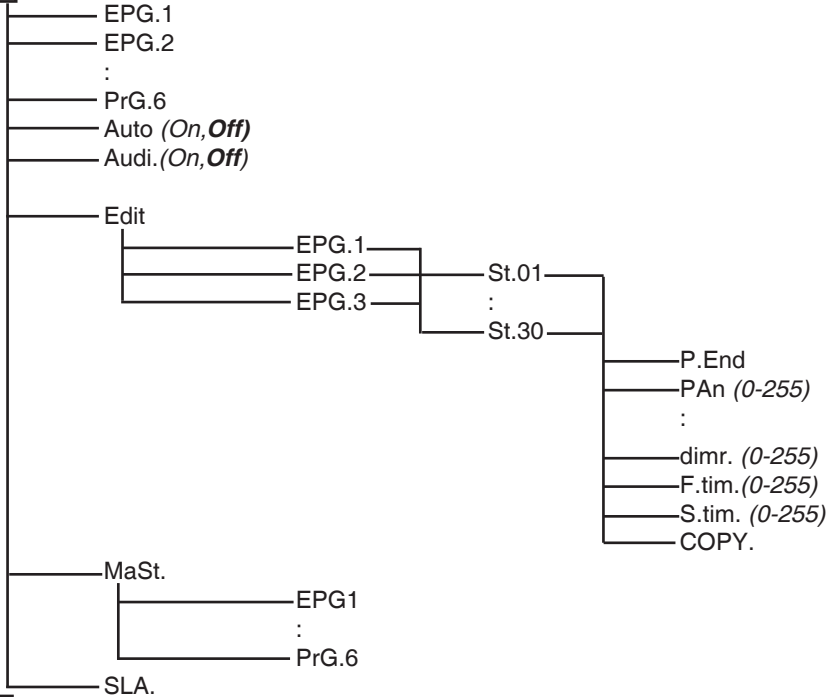 EPG.1
EPG.2
:
PrG.6
Auto (On,Off)
Audi.(On,Off)
Edit
EPG.1
EPG.2
EPG.3
St.01
:
St.30
P.End
PAn (0-255)
:
dimr. (0-255)
F.tim.(0-255)
S.tim. (0-255)
COPY.
MaSt.
EPG1
:
PrG.6
SLA.